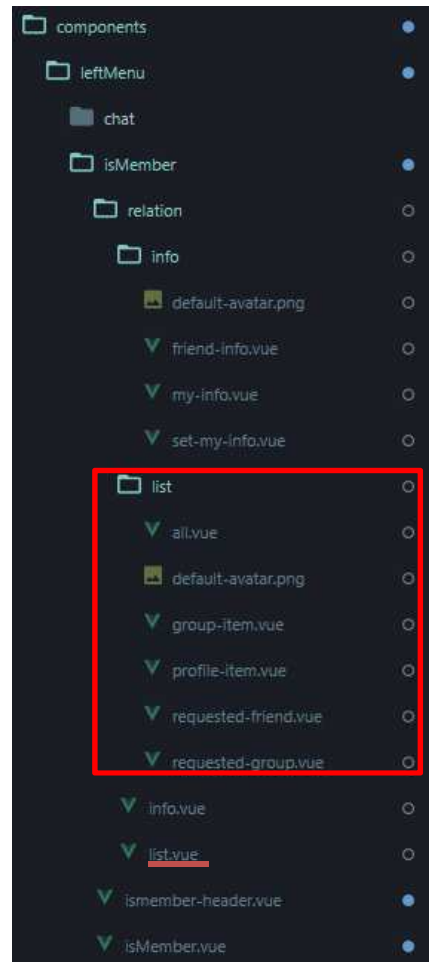 components
leftMenu
chat
isMember
relation
info
default-avatar.png
friend-info.vue
my-info.vue
set-my-info.vue
list
all.vue
default-avatar.png
group-item.vue
profile-item.vue
requested-friend.vue
requested-group.vue
info.vue
list.vue
ismember-header.vue
isMember.vue